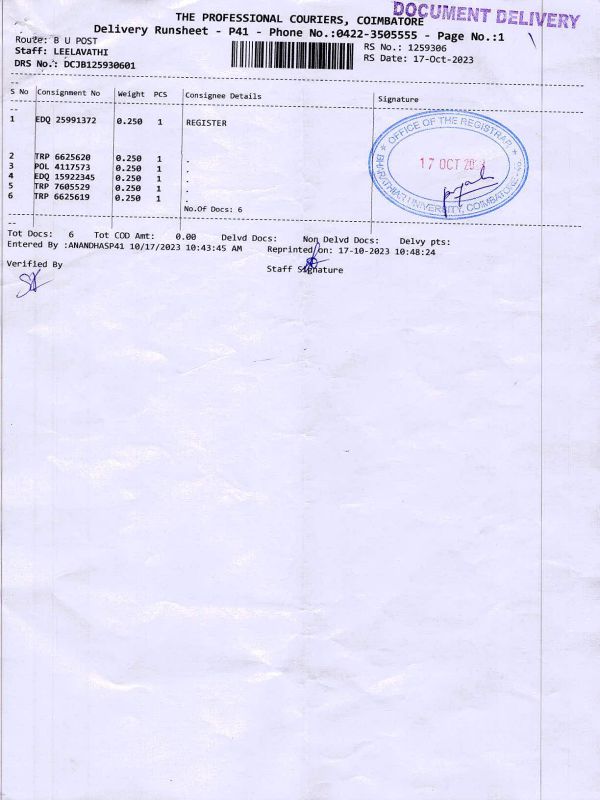 DOCUMENT DELIVERY
THE PROFESSIONAL COURIERS, COIMBATORE
Delivery Runsheet - P41 - Phone No.:0422-3505555 - Page No.:1
Route: B U POST
RS No.: 1259306
Staff: LEELAVATHI
RS Date: 17-Oct-2023
DRS No.: DCJB125930601
S No Consignment No Weight PCS Consignee Details Signature
1 EDQ 25991372 0.250 1 REGISTER
2 TRP 6625620 0.250 1 .
3 POL 4117573 0.250 1 .
4 EDQ 15922345 0.250 1 .
5 TRP 7605529 0.250 1 .
6 TRP 6625619 0.250 1 .
No.Of Docs: 6
★ OFFICE OF THE REGISTRAR ★
17 OCT
BHARATHIAR UNIVERSITY, COIMBATORE
Tot Docs: 6 Tot COD Amt: 0.00 Delvd Docs: Non Delvd Docs: Delvy pts:
Entered By :ANANDHASP41 10/17/2023 10:43:45 AM Reprinted on: 17-10-2023 10:48:24
Verified By
Staff Signature